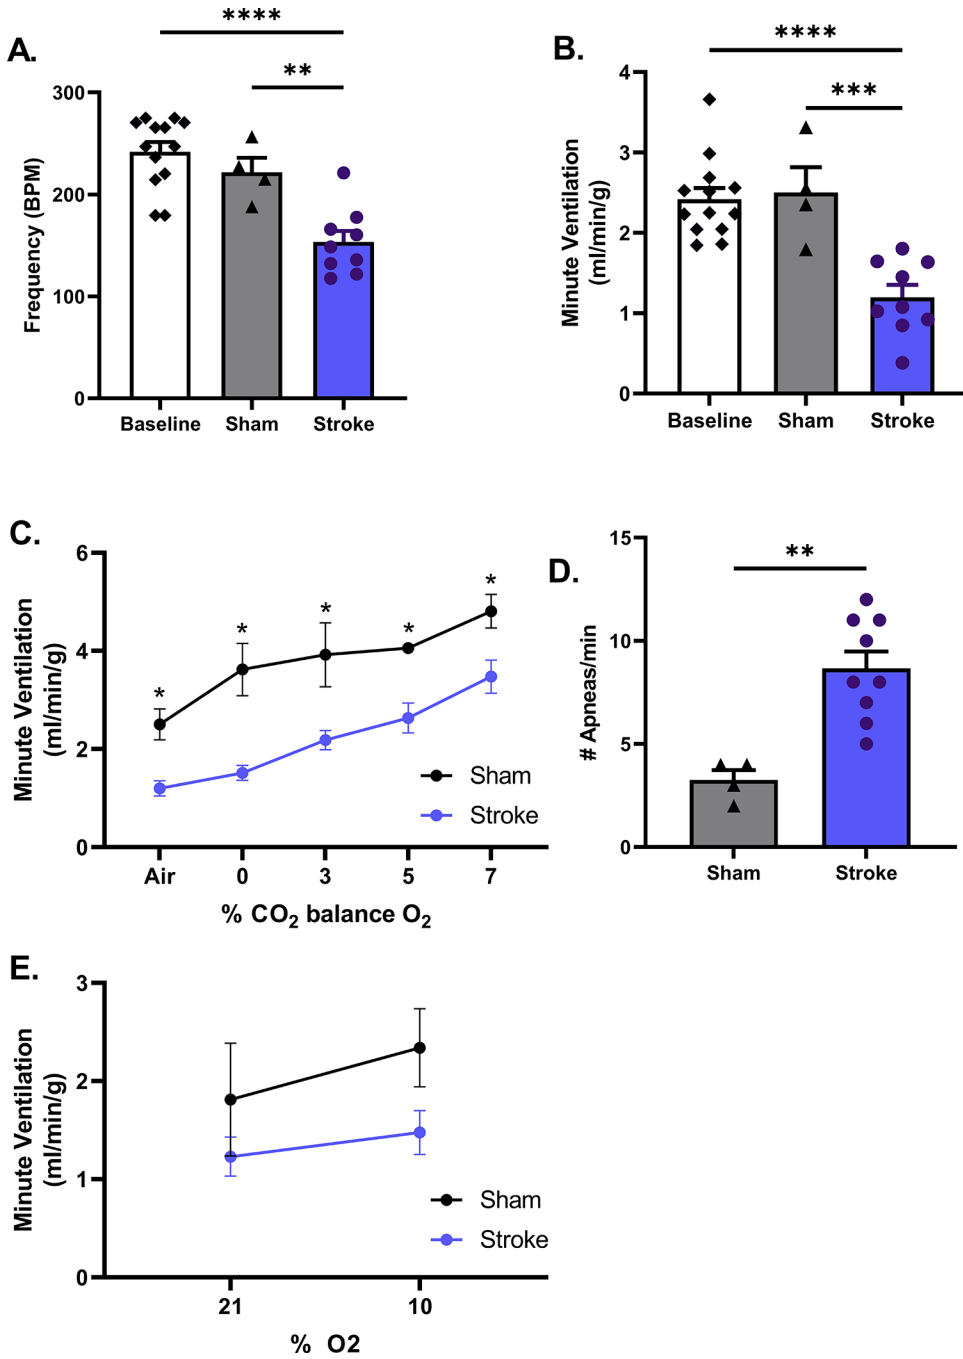 A.
****
**
Frequency (BPM)
300
200
100
0
Baseline Sham Stroke
B.
****
***
Minute Ventilation
(ml/min/g)
4
3
2
1
0
Baseline Sham Stroke
C.
Minute Ventilation
(ml/min/g)
6
4
2
0
* * * * *
Sham
Stroke
Air 0 3 5 7
% CO2 balance O2
D.
**
# Apneas/min
15
10
5
0
Sham Stroke
E.
Minute Ventilation
(ml/min/g)
3
2
1
0
Sham
Stroke
21 10
% O2